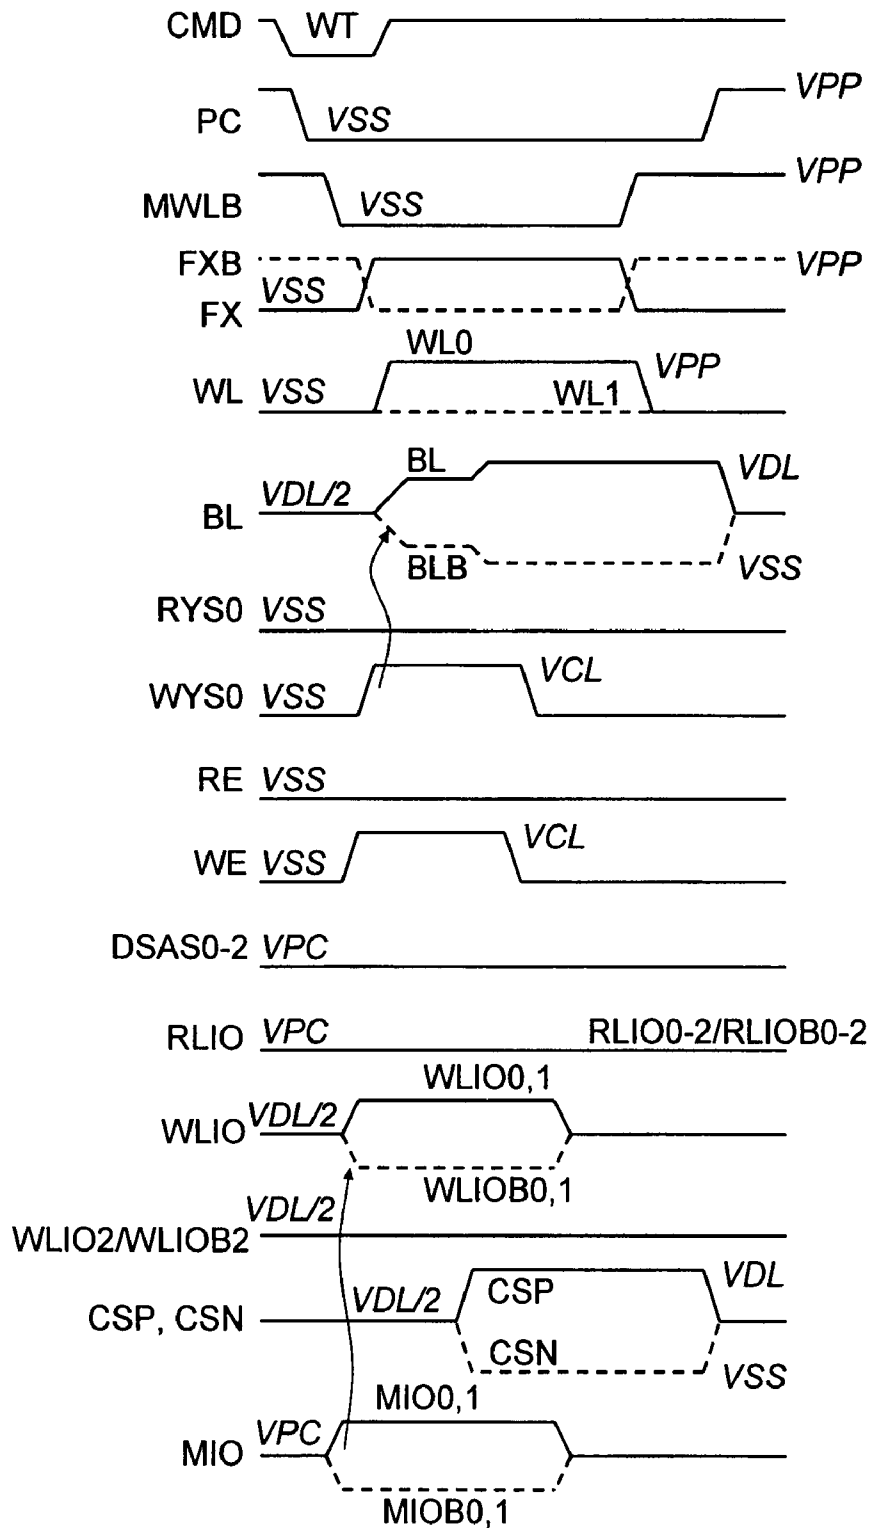 CMD WT
PC VSS VPP
MWLB VSS VPP
FXB VPP
VSS
FX
WL0
WL VSS WL1 VPP
BL
VDL/2 VDL
BL
BLB VSS
RYS0 VSS
WYS0 VSS VCL
RE VSS
WE VSS VCL
DSAS0-2 VPC
RLIO VPC RLIO0-2/RLIOB0-2
WLIO0,1
WLIO VDL/2
WLIOB0,1
VDL/2
WLIO2/WLIOB2
CSP, CSN VDL/2 CSP VDL
CSN VSS
MIO0,1
MIO VPC
MIOB0,1